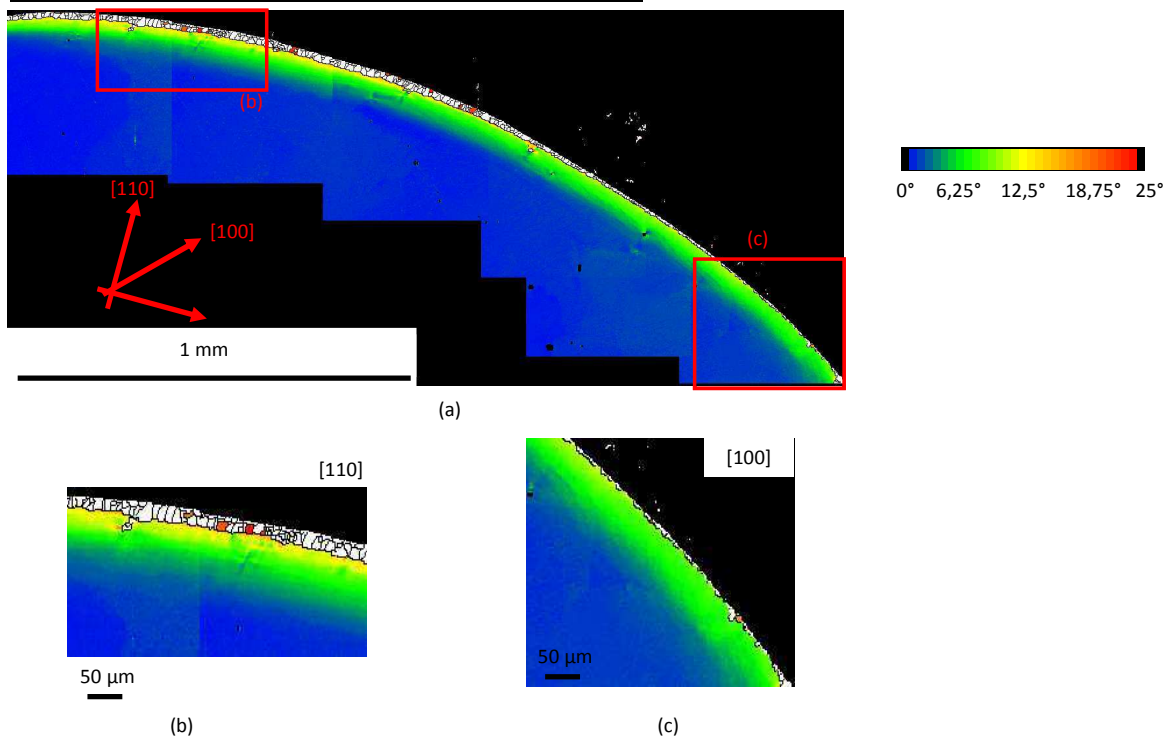 (b)
[110]
[100]
(c)
1 mm
0° 6,25° 12,5° 18,75° 25°
(a)
[110]
[100]
50 µm
50 µm
(b)
(c)